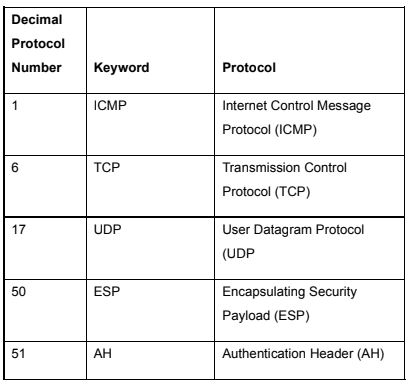 Decimal
Protocol
Number Keyword Protocol
1 ICMP Internet Control Message
Protocol (ICMP)
6 TCP Transmission Control
Protocol (TCP)
17 UDP User Datagram Protocol
(UDP
50 ESP Encapsulating Security
Payload (ESP)
51 AH Authentication Header (AH)